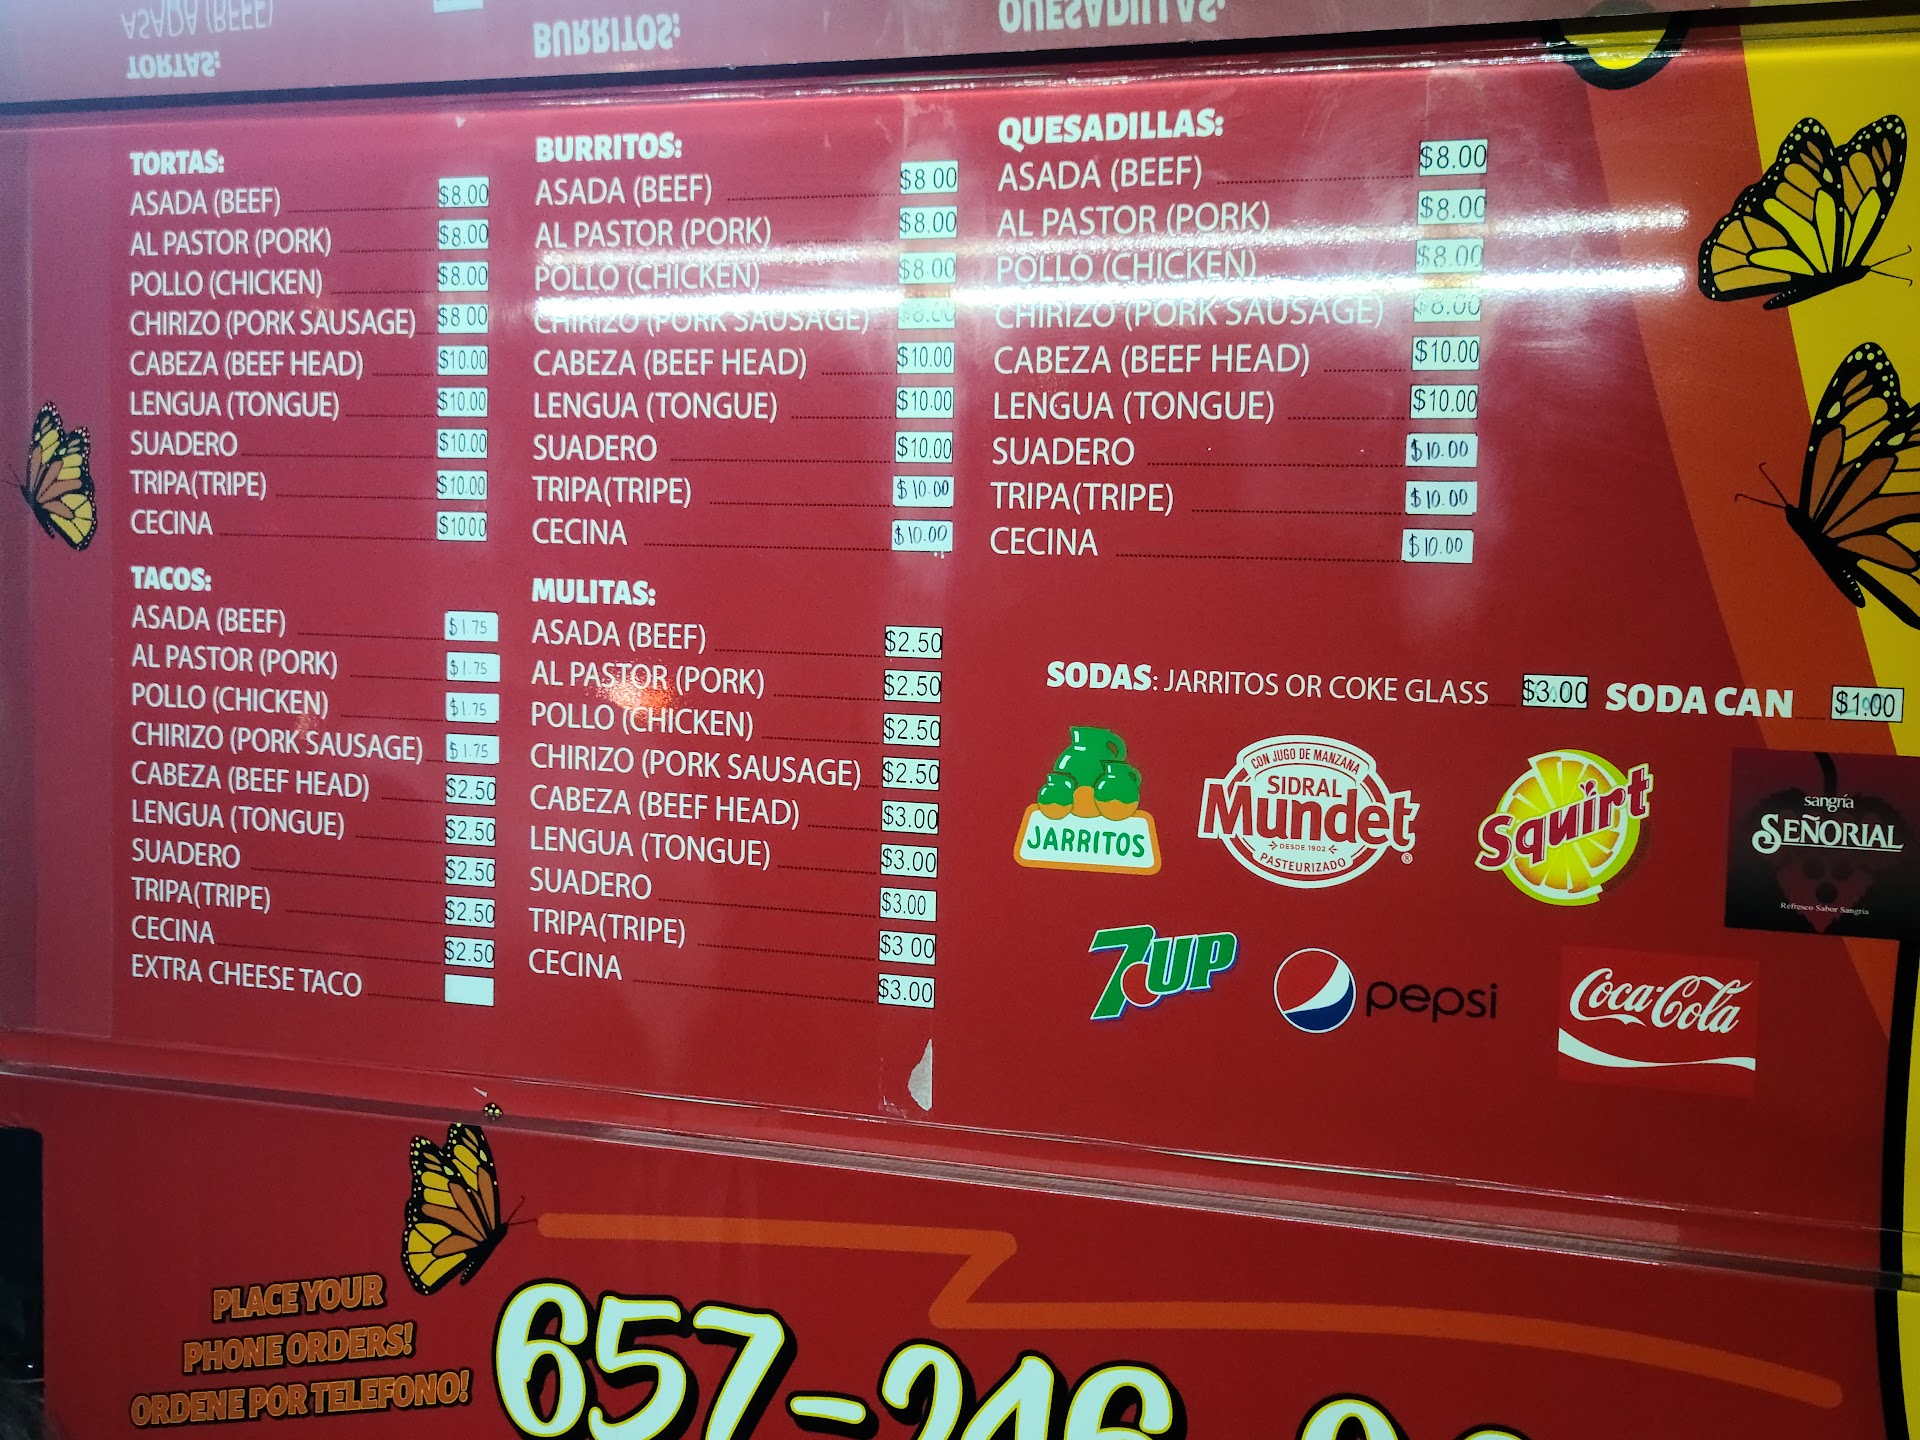 TORTAS:
ASADA (BEEF) $8.00
AL PASTOR (PORK) $8.00
POLLO (CHICKEN) $8.00
CHIRIZO (PORK SAUSAGE) $8 00
CABEZA (BEEF HEAD) $10.00
LENGUA (TONGUE) $10.00
SUADERO $10.00
TRIPA(TRIPE) $10.00
CECINA $1000
TACOS:
ASADA (BEEF) $1.75
AL PASTOR (PORK) $1.75
POLLO (CHICKEN) $1.75
CHIRIZO (PORK SAUSAGE) $1.75
CABEZA (BEEF HEAD) $2.50
LENGUA (TONGUE) $2.50
SUADERO $2.50
TRIPA(TRIPE) $2.50
CECINA $2.50
EXTRA CHEESE TACO
BURRITOS:
ASADA (BEEF) $8 00
AL PASTOR (PORK) $8.00
POLLO (CHICKEN) $8.00
CHIRIZO (PORK SAUSAGE) $8.00
CABEZA (BEEF HEAD) $10.00
LENGUA (TONGUE) $10.00
SUADERO $10.00
TRIPA(TRIPE) $10.00
CECINA $10.00
MULITAS:
ASADA (BEEF) $2.50
AL PASTOR (PORK) $2.50
POLLO (CHICKEN) $2.50
CHIRIZO (PORK SAUSAGE) $2.50
CABEZA (BEEF HEAD) $3.00
LENGUA (TONGUE) $3.00
SUADERO $3.00
TRIPA(TRIPE) $3 00
CECINA $3.00
QUESADILLAS:
ASADA (BEEF) $8.00
AL PASTOR (PORK) $8.00
POLLO (CHICKEN) $8.00
CHIRIZO (PORK SAUSAGE) $8.00
CABEZA (BEEF HEAD) $10.00
LENGUA (TONGUE) $10.00
SUADERO $10.00
TRIPA(TRIPE) $10.00
CECINA $10.00
SODAS: JARRITOS OR COKE GLASS $3.00 SODA CAN $1.00
JARRITOS
CON JUGO DE MANZANA
SIDRAL
Mundet
DESDE 1902
PASTEURIZADO
Squirt
sangría
SEÑORIAL
Refresco Sabor Sangría
7UP
pepsi
Coca-Cola
PLACE YOUR
PHONE ORDERS!
ORDENE POR TELEFONO!
657-246